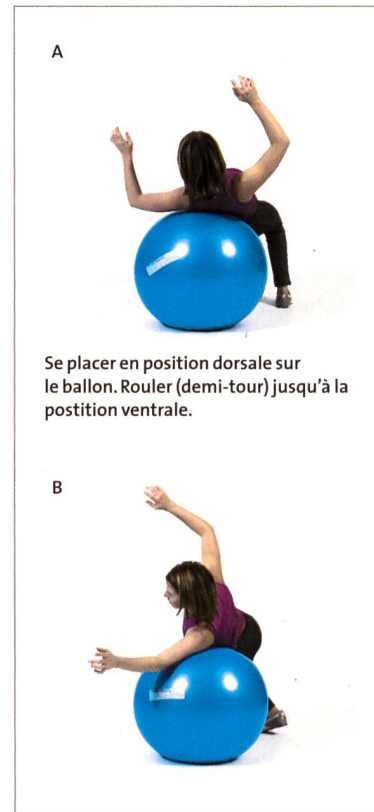 A
Se placer en position dorsale sur
le ballon. Rouler (demi-tour) jusqu'à la
postition ventrale.
B